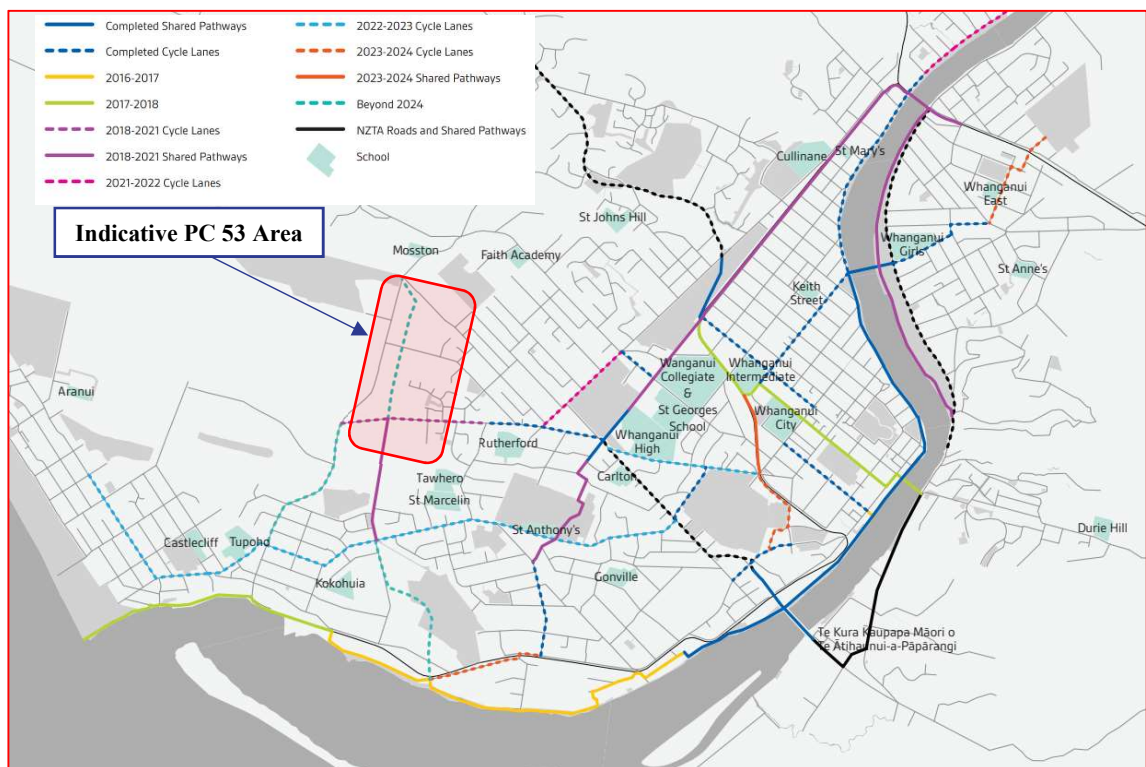 Completed Shared Pathways
Completed Cycle Lanes
2016-2017
2017-2018
2018-2021 Cycle Lanes
2018-2021 Shared Pathways
2021-2022 Cycle Lanes
2022-2023 Cycle Lanes
2023-2024 Cycle Lanes
2023-2024 Shared Pathways
Beyond 2024
NZTA Roads and Shared Pathways
School
Indicative PC 53 Area
Cullinane
St Mary's
Whanganui
East
St Johns Hill
Mosston
Faith Academy
Whanganui
Girls
St Anne's
Keith
Street
Aranui
Wanganui
Collegiate
&
St Georges
School
Whanganui
Intermediate
Whanganui
City
Whanganui
High
Rutherford
Tawhero
St Marcelin
Carlton
St Anthony's
Durie Hill
Castlecliff
Tupoho
Kokohuia
Gonville
Te Kura Kaupapa Māori o
Te Ātihaunui-a-Pāpārangi